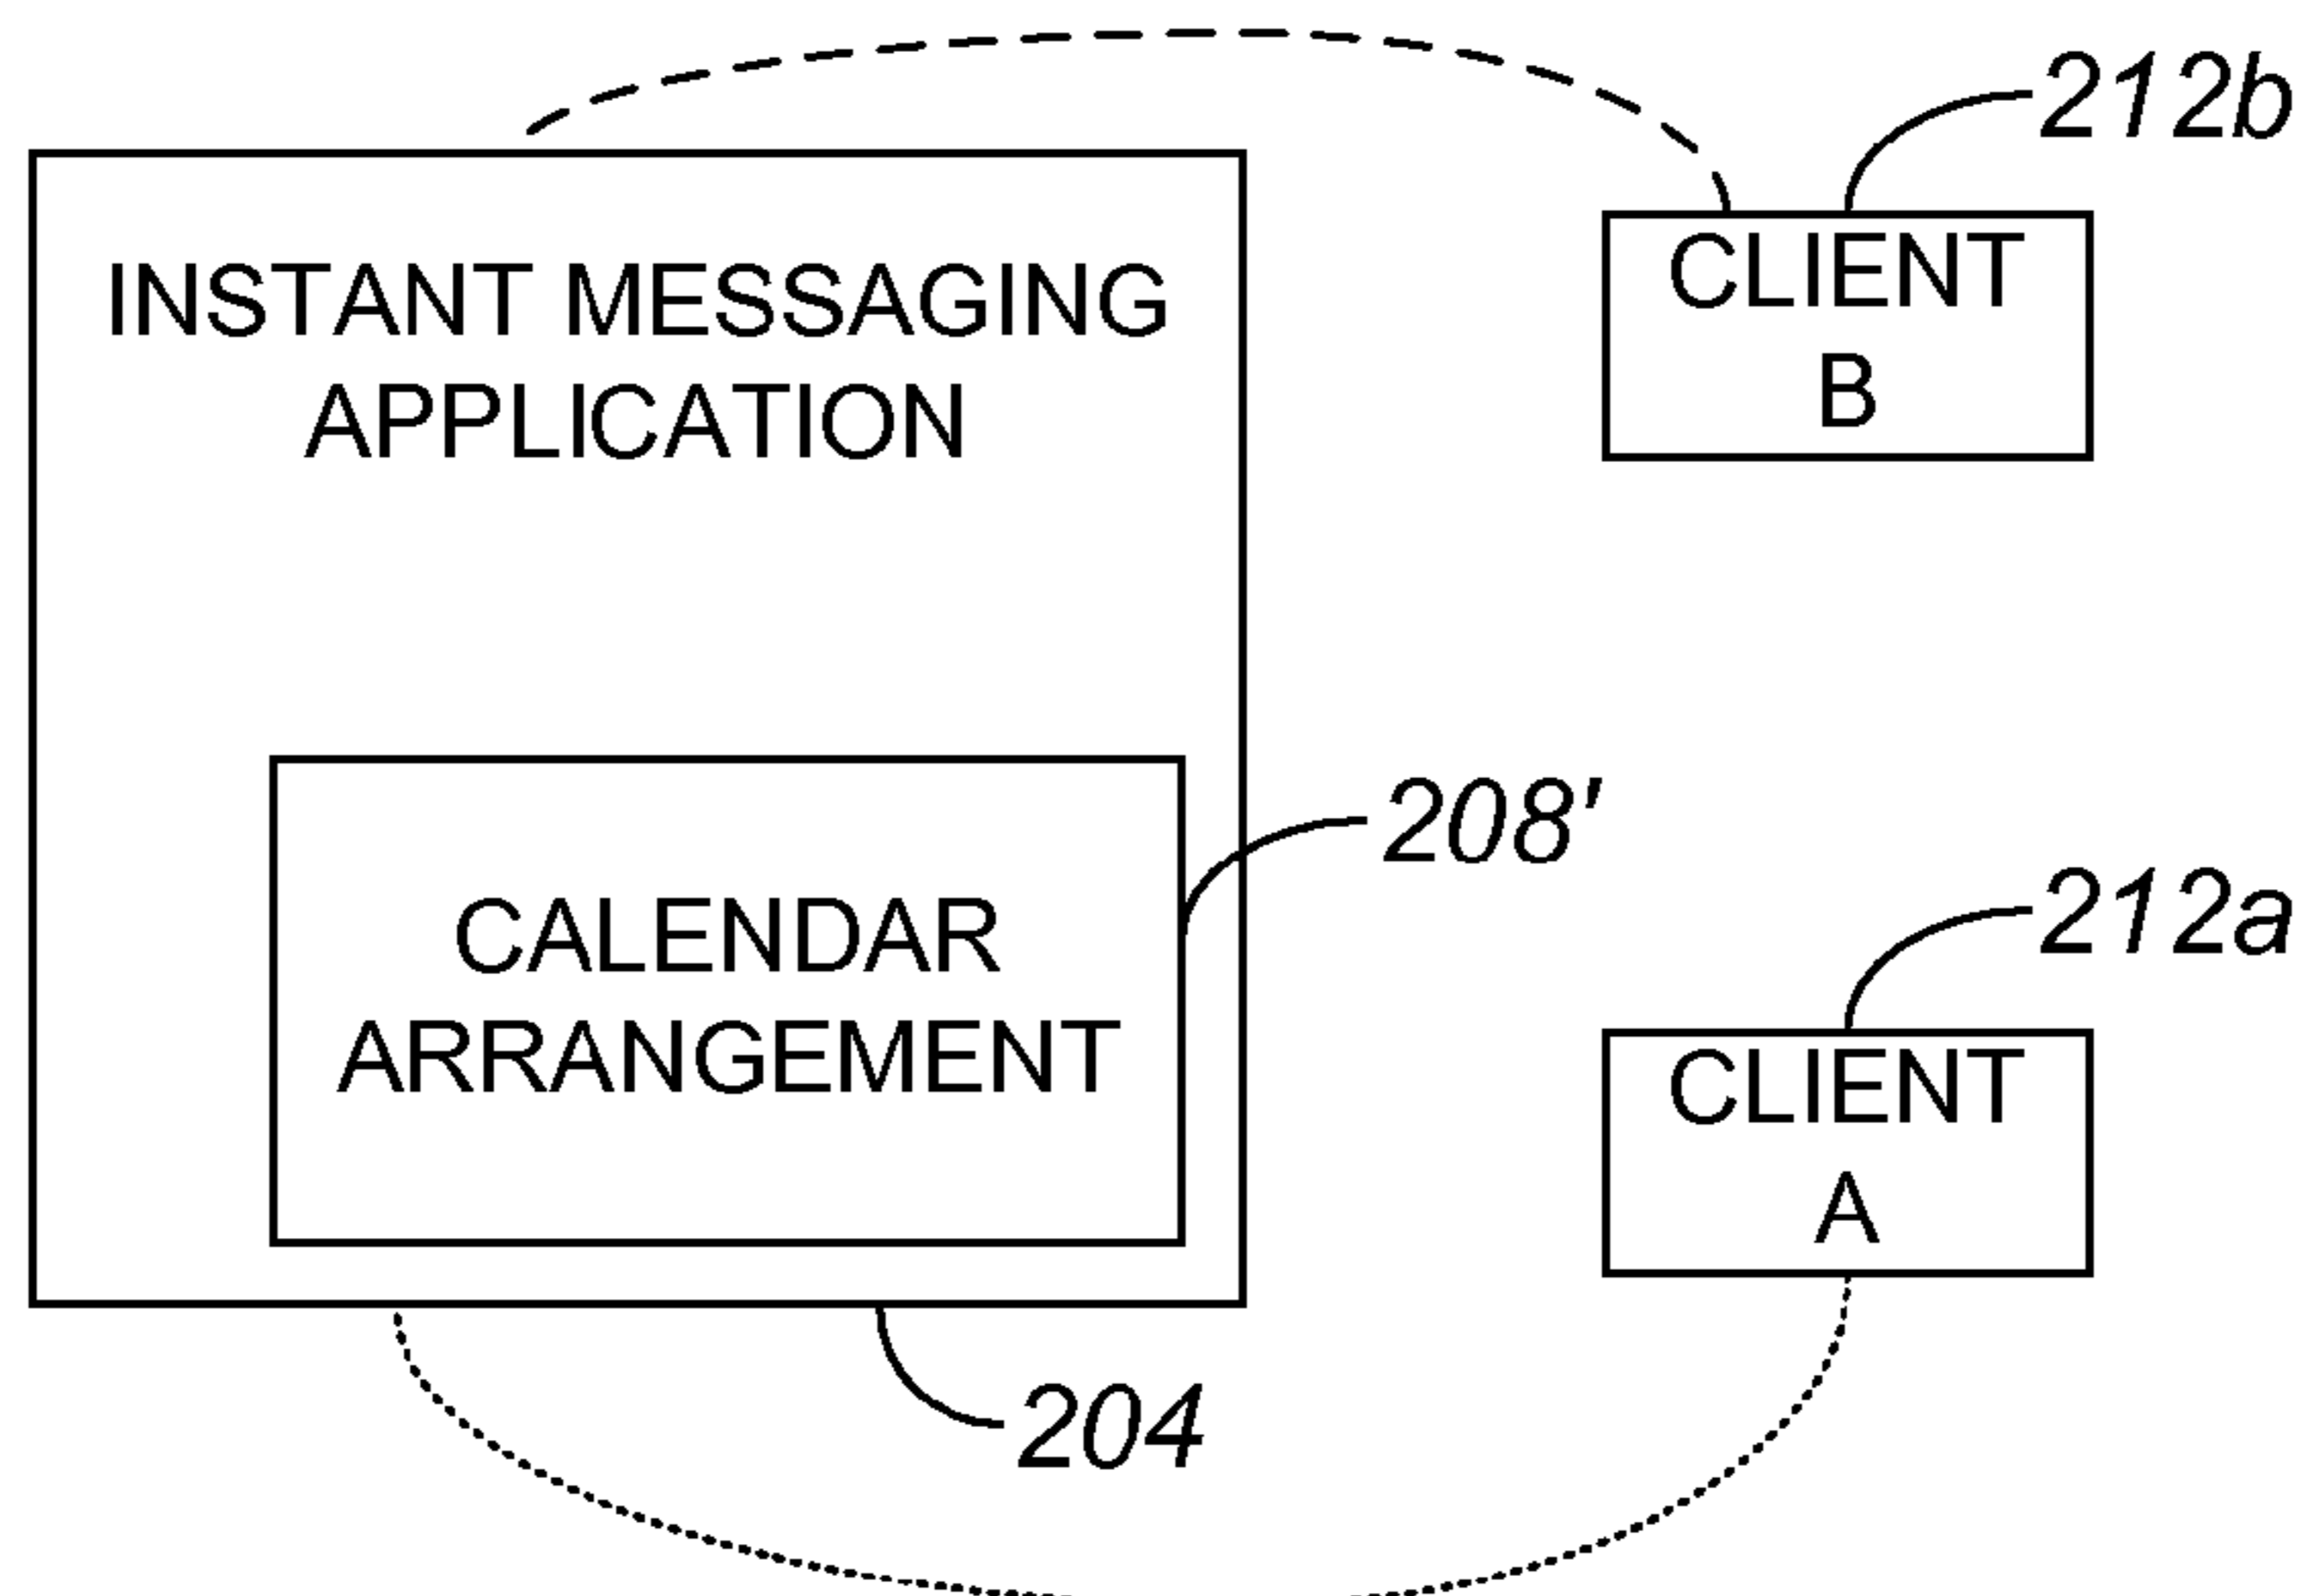 212b
CLIENT
B
INSTANT MESSAGING
APPLICATION
208'
CALENDAR
ARRANGEMENT
212a
CLIENT
A
204